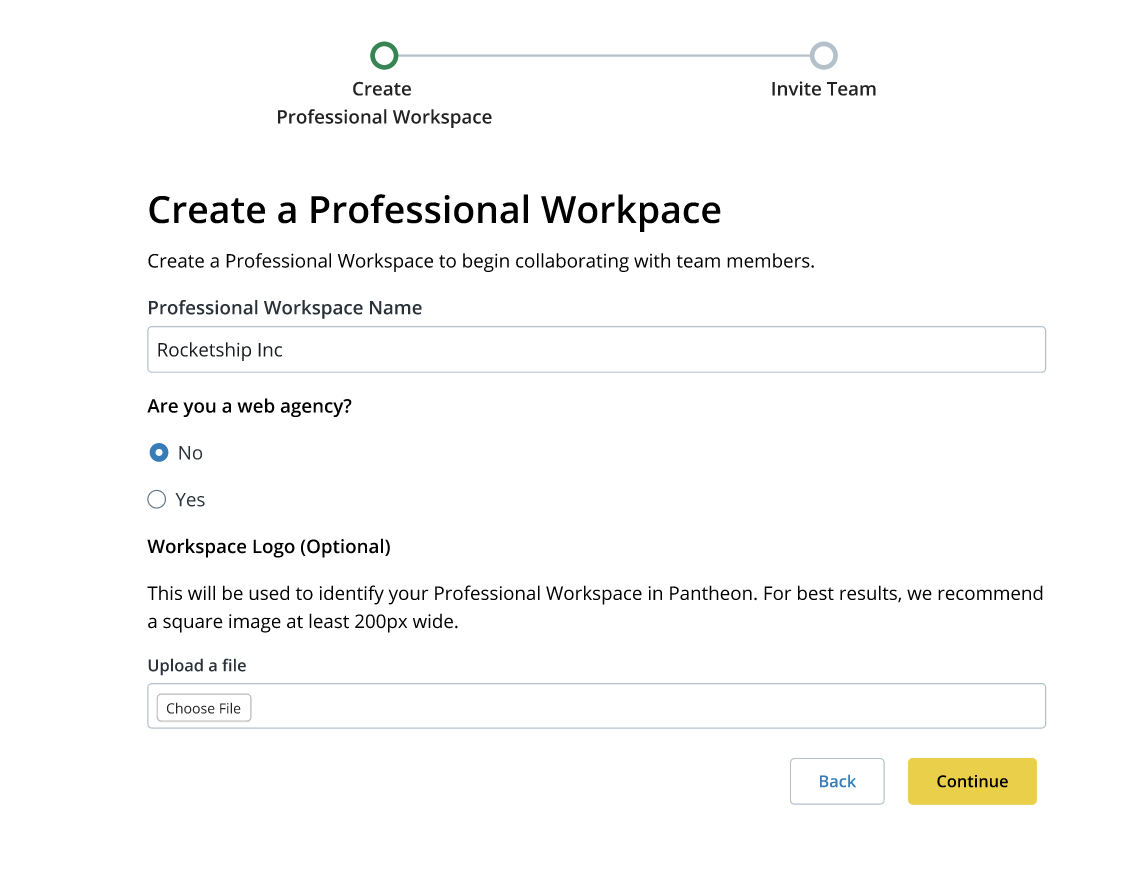 Create
Professional Workspace
Invite Team
Create a Professional Workpace
Create a Professional Workspace to begin collaborating with team members.
Professional Workspace Name
Rocketship Inc
Are you a web agency?
No
Yes
Workspace Logo (Optional)
This will be used to identify your Professional Workspace in Pantheon. For best results, we recommend
a square image at least 200px wide.
Upload a file
Choose File
Back
Continue